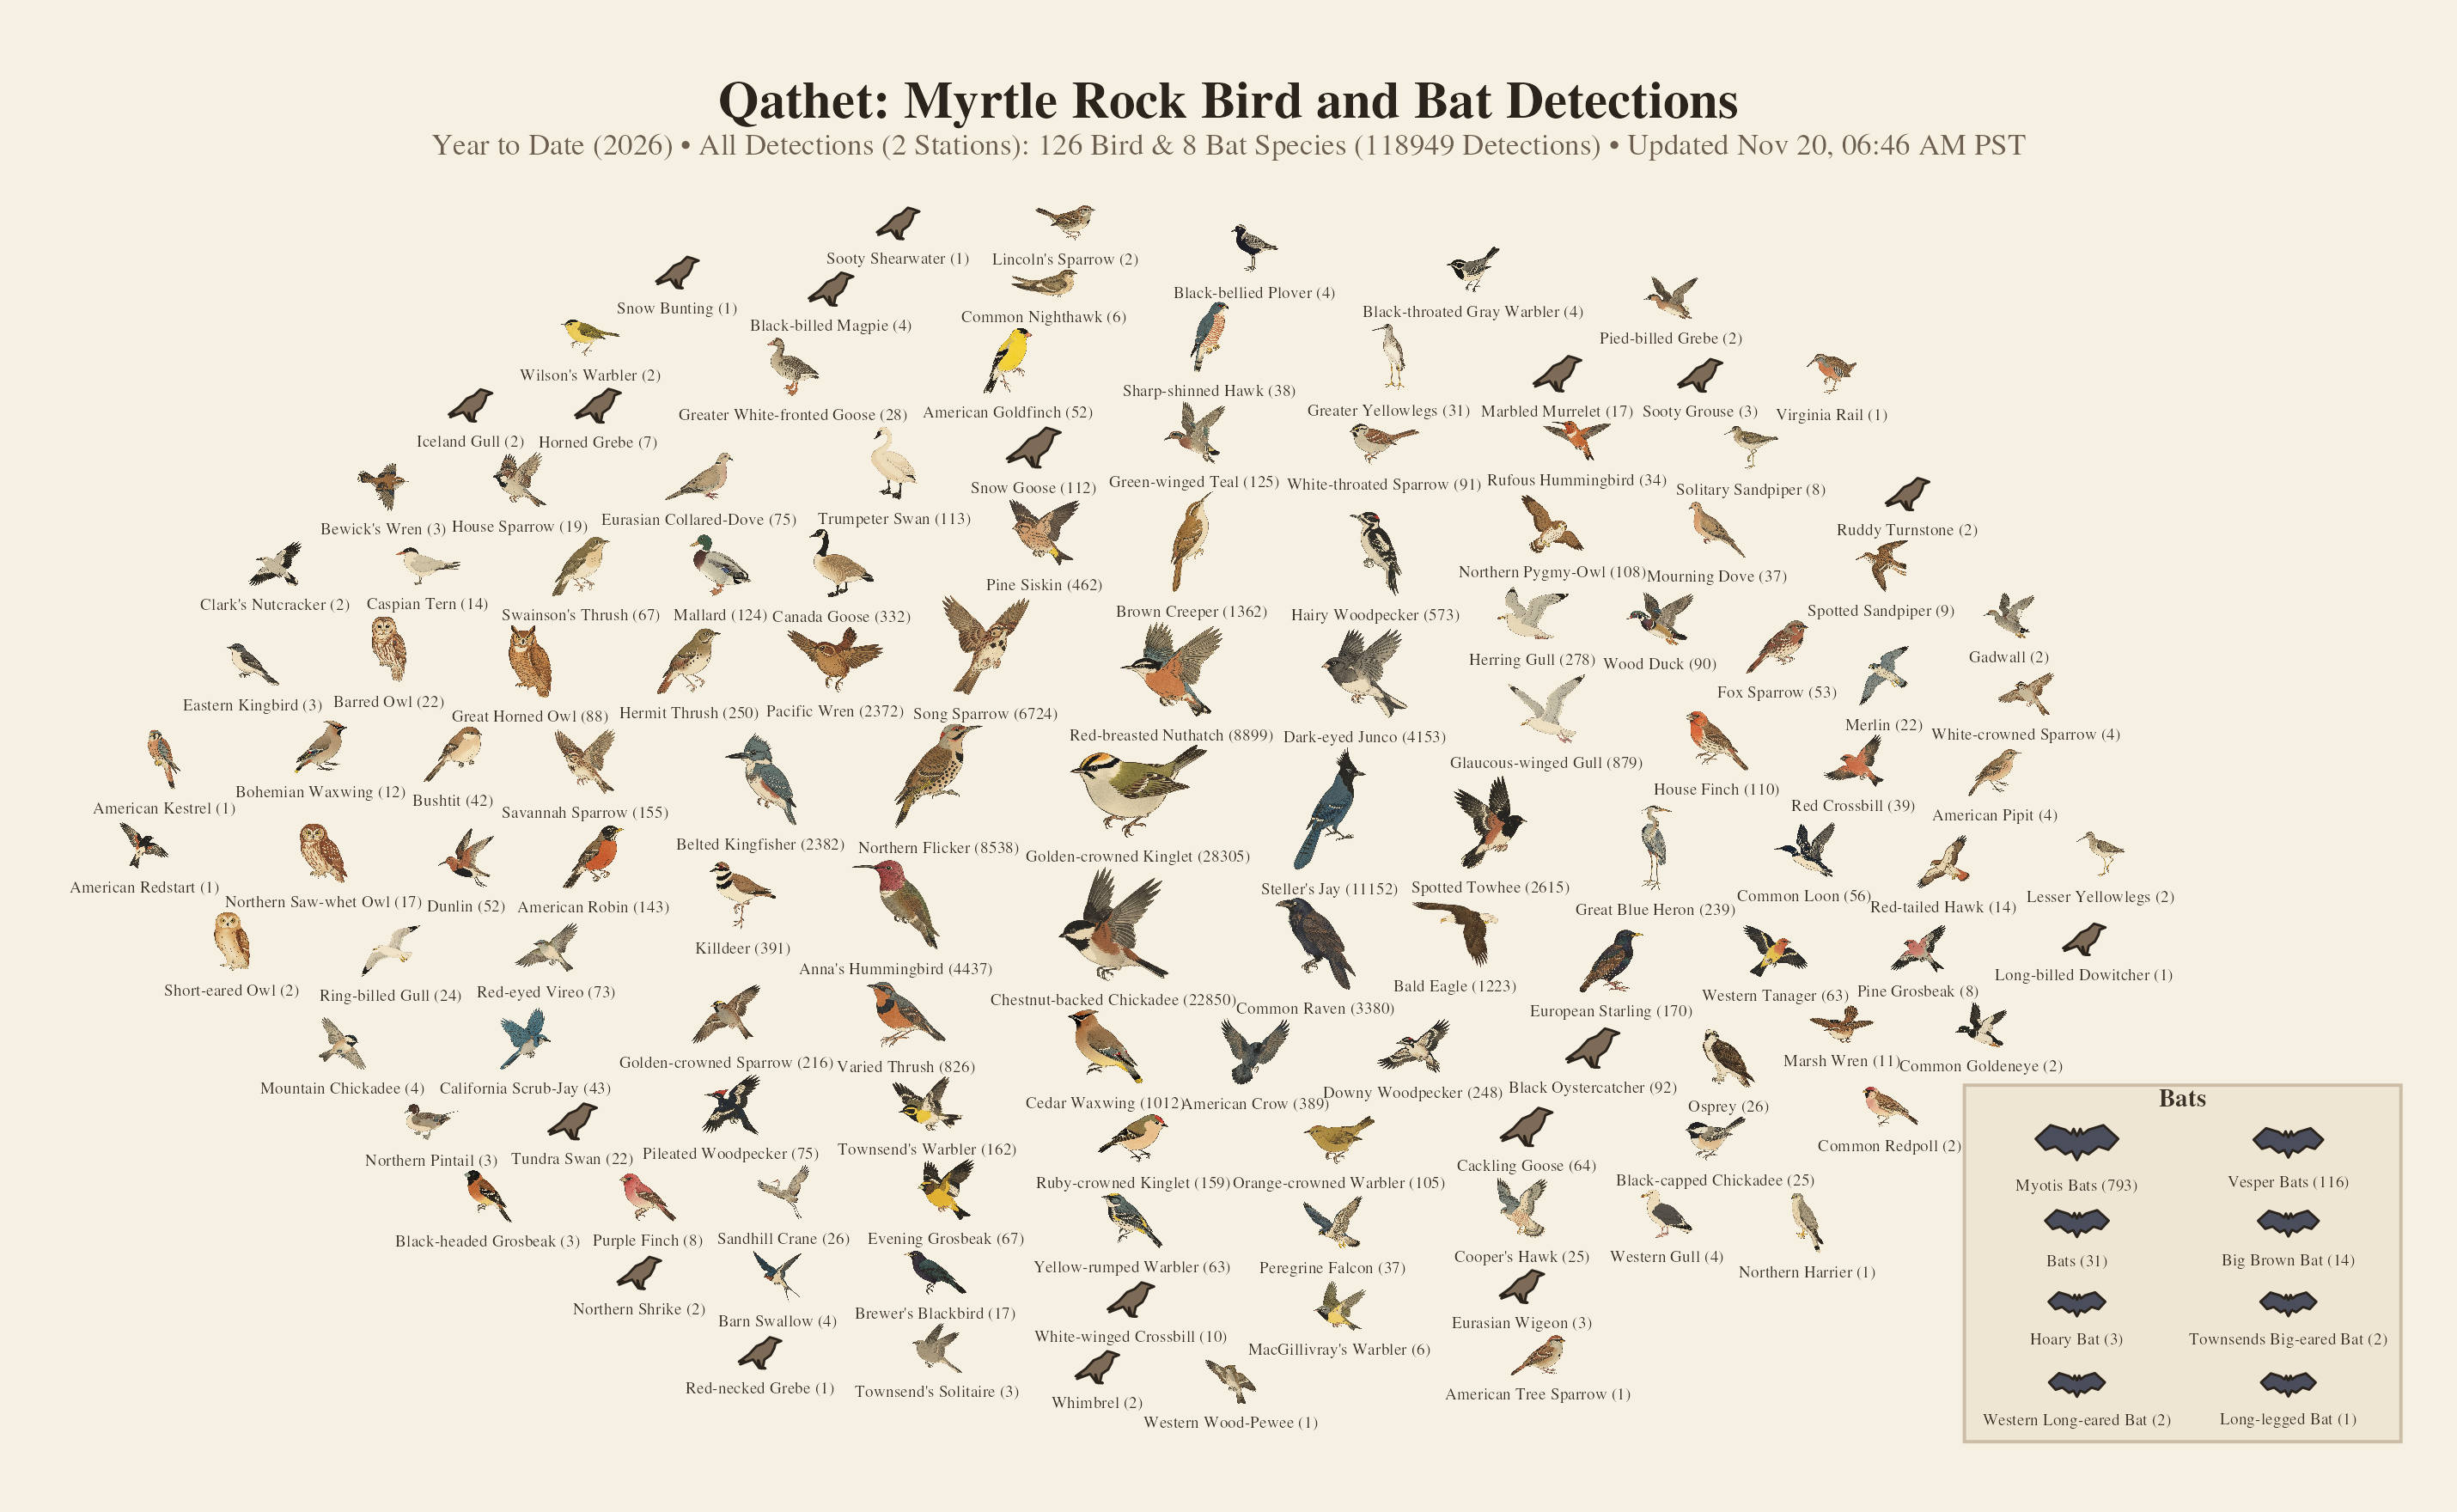 Qathet: Myrtle Rock Bird and Bat Detections
Year to Date (2026) • All Detections (2 Stations): 126 Bird & 8 Bat Species (118949 Detections) • Updated Nov 20, 06:46 AM PST
Sooty Shearwater (1)
Lincoln's Sparrow (2)
Black-bellied Plover (4)
Snow Bunting (1)
Black-billed Magpie (4)
Common Nighthawk (6)
Black-throated Gray Warbler (4)
Pied-billed Grebe (2)
Wilson's Warbler (2)
Greater White-fronted Goose (28)
American Goldfinch (52)
Sharp-shinned Hawk (38)
Greater Yellowlegs (31)
Marbled Murrelet (17)
Sooty Grouse (3)
Virginia Rail (1)
Iceland Gull (2)
Horned Grebe (7)
Snow Goose (112)
Green-winged Teal (125)
White-throated Sparrow (91)
Rufous Hummingbird (34)
Solitary Sandpiper (8)
Bewick's Wren (3)
House Sparrow (19)
Eurasian Collared-Dove (75)
Trumpeter Swan (113)
Ruddy Turnstone (2)
Pine Siskin (462)
Northern Pygmy-Owl (108)
Mourning Dove (37)
Clark's Nutcracker (2)
Caspian Tern (14)
Swainson's Thrush (67)
Mallard (124)
Canada Goose (332)
Brown Creeper (1362)
Hairy Woodpecker (573)
Spotted Sandpiper (9)
Herring Gull (278)
Wood Duck (90)
Gadwall (2)
Eastern Kingbird (3)
Barred Owl (22)
Great Horned Owl (88)
Hermit Thrush (250)
Pacific Wren (2372)
Song Sparrow (6724)
Fox Sparrow (53)
Red-breasted Nuthatch (8899)
Dark-eyed Junco (4153)
Merlin (22)
White-crowned Sparrow (4)
Glaucous-winged Gull (879)
American Kestrel (1)
Bohemian Waxwing (12)
Bushtit (42)
Savannah Sparrow (155)
House Finch (110)
Red Crossbill (39)
American Pipit (4)
Belted Kingfisher (2382)
Northern Flicker (8538)
Golden-crowned Kinglet (28305)
American Redstart (1)
Northern Saw-whet Owl (17)
Dunlin (52)
American Robin (143)
Steller's Jay (11152)
Spotted Towhee (2615)
Great Blue Heron (239)
Common Loon (56)
Red-tailed Hawk (14)
Lesser Yellowlegs (2)
Killdeer (391)
Anna's Hummingbird (4437)
Short-eared Owl (2)
Ring-billed Gull (24)
Red-eyed Vireo (73)
Chestnut-backed Chickadee (22850)
Common Raven (3380)
Bald Eagle (1223)
European Starling (170)
Western Tanager (63)
Pine Grosbeak (8)
Long-billed Dowitcher (1)
Mountain Chickadee (4)
California Scrub-Jay (43)
Golden-crowned Sparrow (216)
Varied Thrush (826)
Cedar Waxwing (1012)
American Crow (389)
Downy Woodpecker (248)
Black Oystercatcher (92)
Osprey (26)
Marsh Wren (11)
Common Goldeneye (2)
Northern Pintail (3)
Tundra Swan (22)
Pileated Woodpecker (75)
Townsend's Warbler (162)
Ruby-crowned Kinglet (159)
Orange-crowned Warbler (105)
Cackling Goose (64)
Black-capped Chickadee (25)
Common Redpoll (2)
Black-headed Grosbeak (3)
Purple Finch (8)
Sandhill Crane (26)
Evening Grosbeak (67)
Yellow-rumped Warbler (63)
Peregrine Falcon (37)
Cooper's Hawk (25)
Western Gull (4)
Northern Harrier (1)
Northern Shrike (2)
Barn Swallow (4)
Brewer's Blackbird (17)
White-winged Crossbill (10)
MacGillivray's Warbler (6)
Eurasian Wigeon (3)
Red-necked Grebe (1)
Townsend's Solitaire (3)
Whimbrel (2)
Western Wood-Pewee (1)
American Tree Sparrow (1)
Bats
Myotis Bats (793)
Vesper Bats (116)
Bats (31)
Big Brown Bat (14)
Hoary Bat (3)
Townsends Big-eared Bat (2)
Western Long-eared Bat (2)
Long-legged Bat (1)